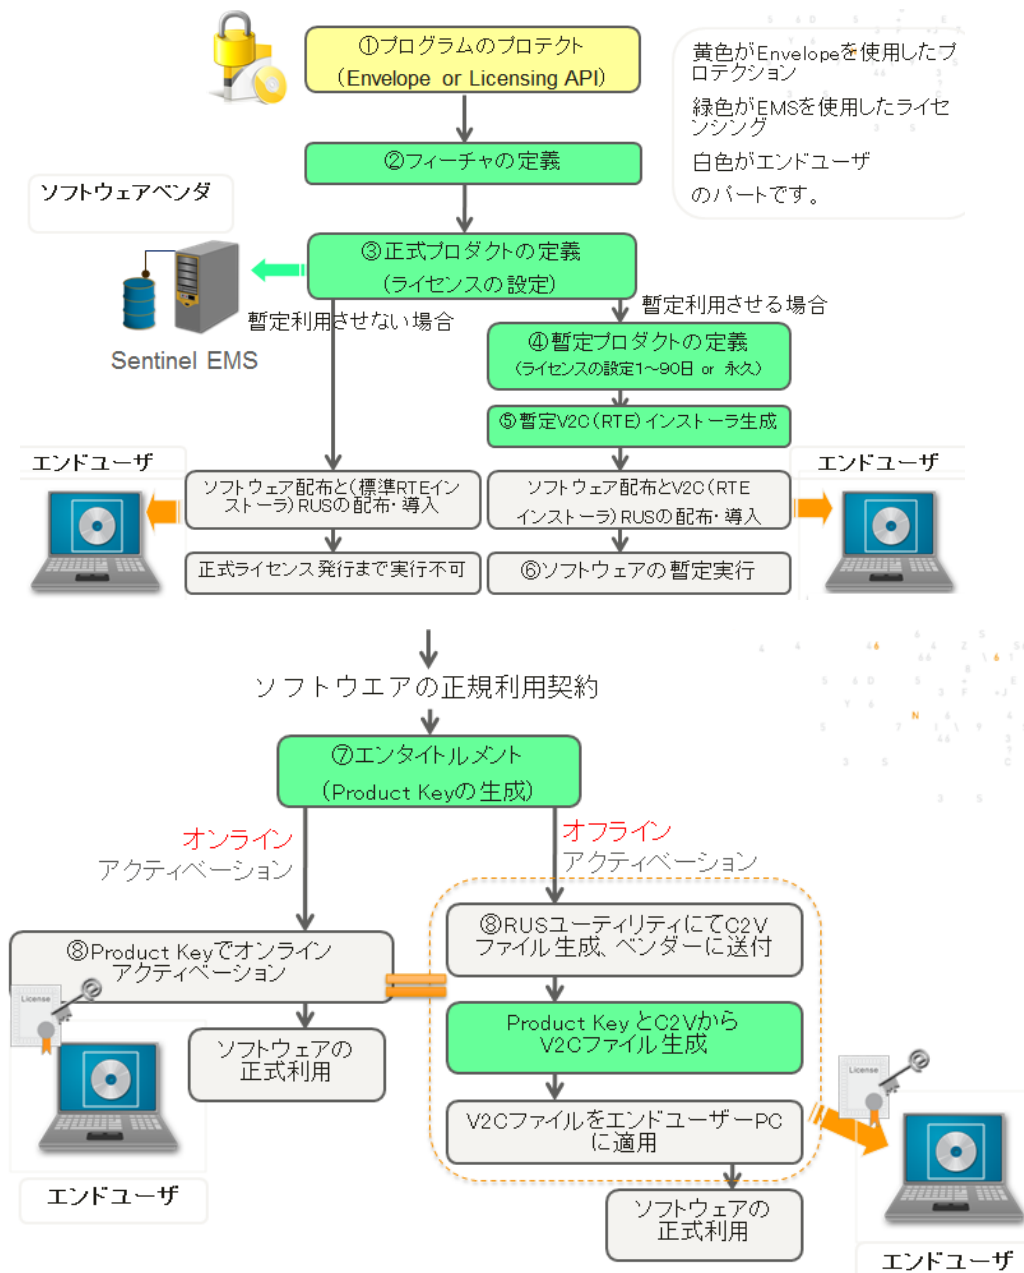 ①プログラムのプロテクト
(Envelope or Licensing API)
黄色がEnvelopeを使用したプ
ロテクション
緑色がEMSを使用したライセ
ンシング
白色がエンドユーザ
のパートです。
②フィーチャの定義
ソフトウェアベンダ
③正式プロダクトの定義
(ライセンスの設定)
暫定利用させない場合
暫定利用させる場合
Sentinel EMS
④暫定プロダクトの定義
(ライセンスの設定1～90日 or 永久)
⑤暫定V2C(RTE)インストーラ生成
エンドユーザ
エンドユーザ
ソフトウェア配布と(標準RTEイン
ストーラ)RUSの配布・導入
ソフトウェア配布とV2C(RTE
インストーラ)RUSの配布・導入
正式ライセンス発行まで実行不可
⑥ソフトウェアの暫定実行
ソフトウエアの正規利用契約
⑦エンタイトルメント
(Product Keyの生成)
オンライン
アクティベーション
オフライン
アクティベーション
⑧Product Keyでオンライン
アクティベーション
⑧RUSユーティリティにてC2V
ファイル生成、ベンダーに送付
License
ソフトウェアの
正式利用
Product KeyとC2Vから
V2Cファイル生成
V2CファイルをエンドユーザーPC
に適用
License
エンドユーザ
ソフトウェアの
正式利用
エンドユーザ